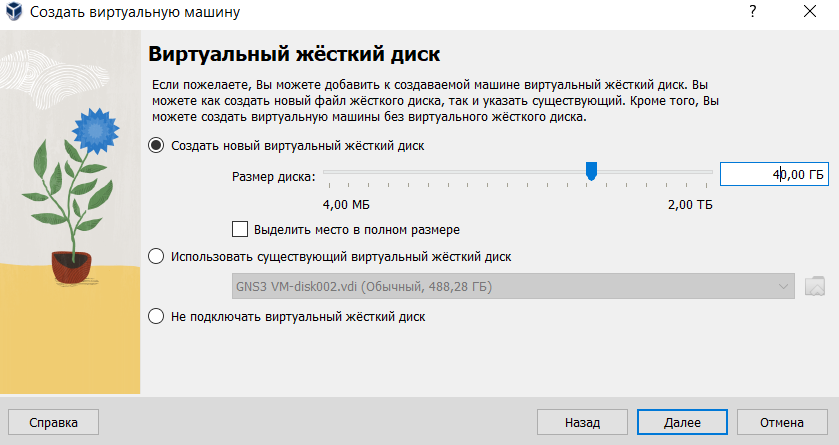 Создать виртуальную машину
?
Виртуальный жёсткий диск
Если пожелаете, Вы можете добавить к создаваемой машине виртуальный жёсткий диск. Вы
можете как создать новый файл жёсткого диска, так и указать существующий. Кроме того, Вы
можете создать виртуальную машины без виртуального жёсткого диска.
Создать новый виртуальный жёсткий диск
Размер диска:
40,00 ГБ
4,00 МБ
2,00 ТБ
Выделить место в полном размере
Использовать существующий виртуальный жёсткий диск
GNS3 VM-disk002.vdi (Обычный, 488,28 ГБ)
Не подключать виртуальный жёсткий диск
Справка
Назад
Далее
Отмена